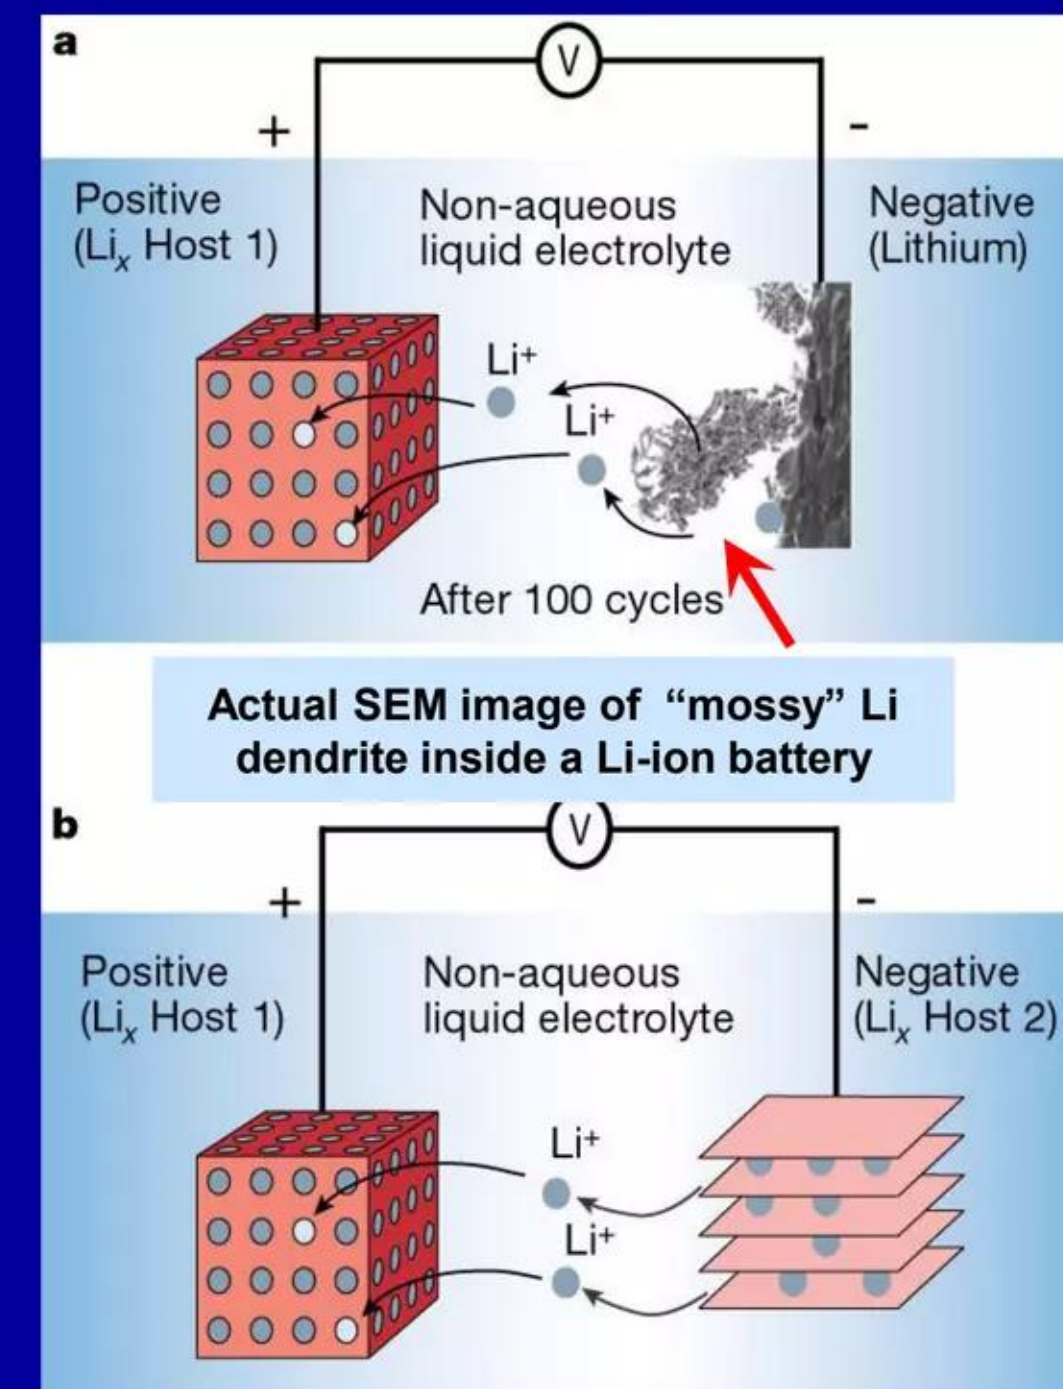 a
V
+
-
Positive
(Liₓ Host 1)
Non-aqueous
liquid electrolyte
Negative
(Lithium)
Li⁺
Li⁺
After 100 cycles
Actual SEM image of “mossy” Li
dendrite inside a Li-ion battery
b
V
+
-
Positive
(Liₓ Host 1)
Non-aqueous
liquid electrolyte
Negative
(Liₓ Host 2)
Li⁺
Li⁺